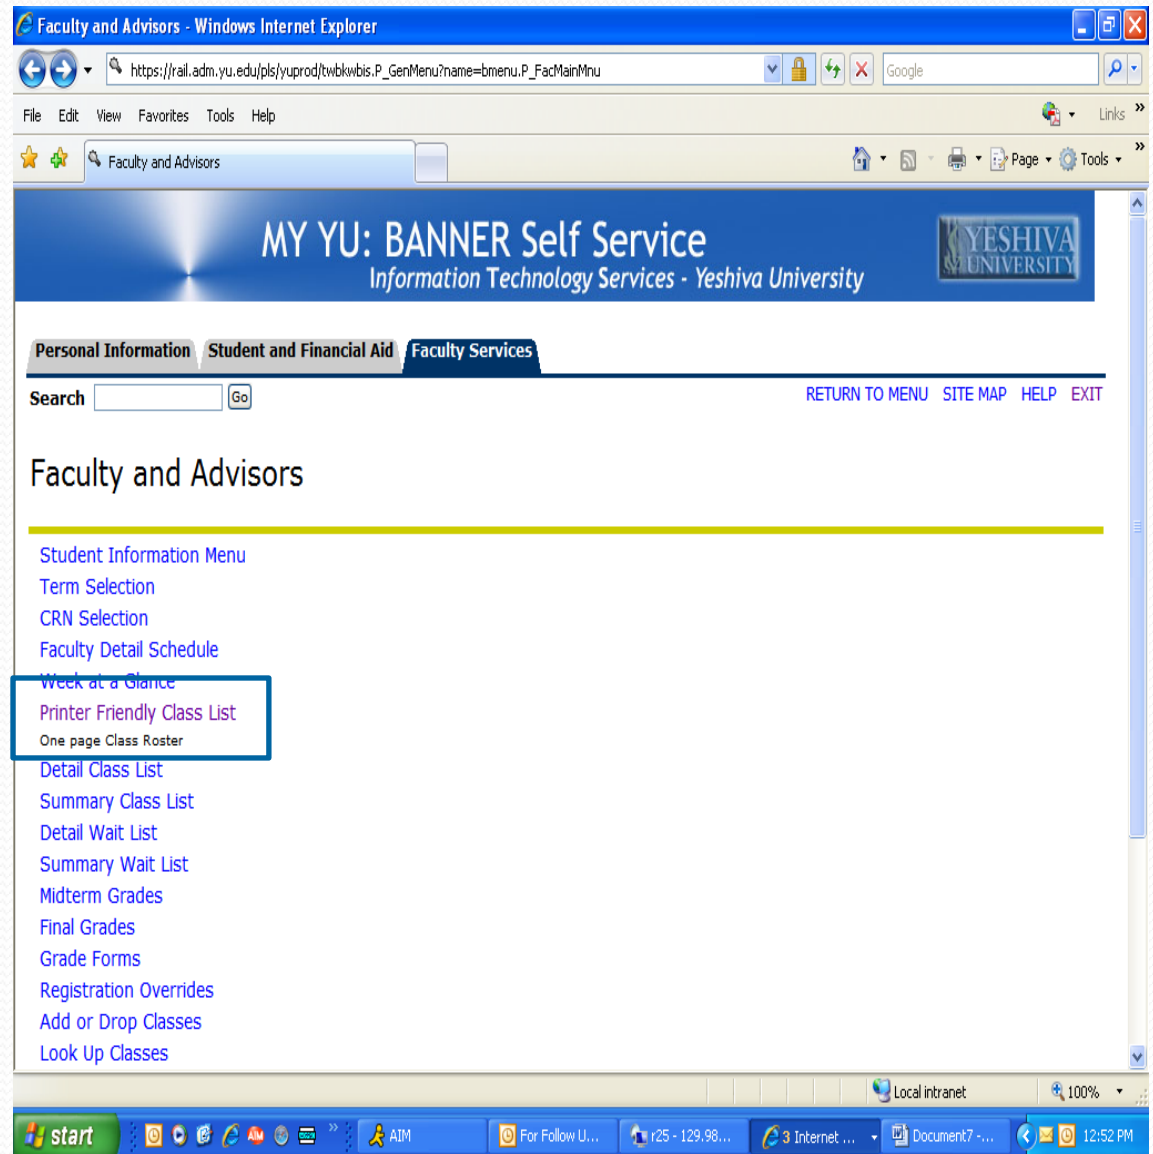 Faculty and Advisors - Windows Internet Explorer
https://rail.adm.yu.edu/pls/yuprod/twbkwbis.P_GenMenu?name=bmenu.P_FacMainMnu
Google
File Edit View Favorites Tools Help
Links »
Faculty and Advisors
Page Tools »
MY YU: BANNER Self Service
Information Technology Services - Yeshiva University
YESHIVA
UNIVERSITY
Personal Information Student and Financial Aid Faculty Services
Search Go RETURN TO MENU SITE MAP HELP EXIT
Faculty and Advisors
Student Information Menu
Term Selection
CRN Selection
Faculty Detail Schedule
Week at a Glance
Printer Friendly Class List
One page Class Roster
Detail Class List
Summary Class List
Detail Wait List
Summary Wait List
Midterm Grades
Final Grades
Grade Forms
Registration Overrides
Add or Drop Classes
Look Up Classes
Local intranet 100%
start » AIM For Follow U... r25 - 129.98... 3 Internet ... Document7 -... 12:52 PM